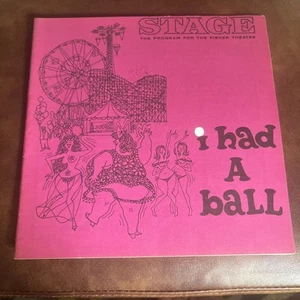 STAGE
THE PROGRAM FOR THE FISHER THEATRE
i had
A
baLL